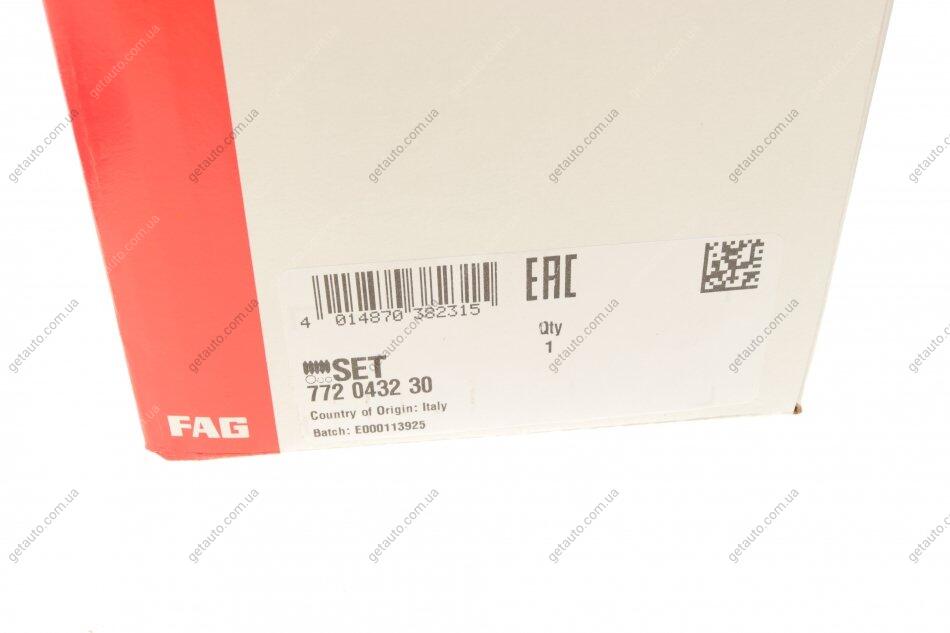 EAC
4 014870 382315
Qty
1
SET
772 0432 30
Country of Origin: Italy
Batch: E000113925
FAG
getauto.com.ua